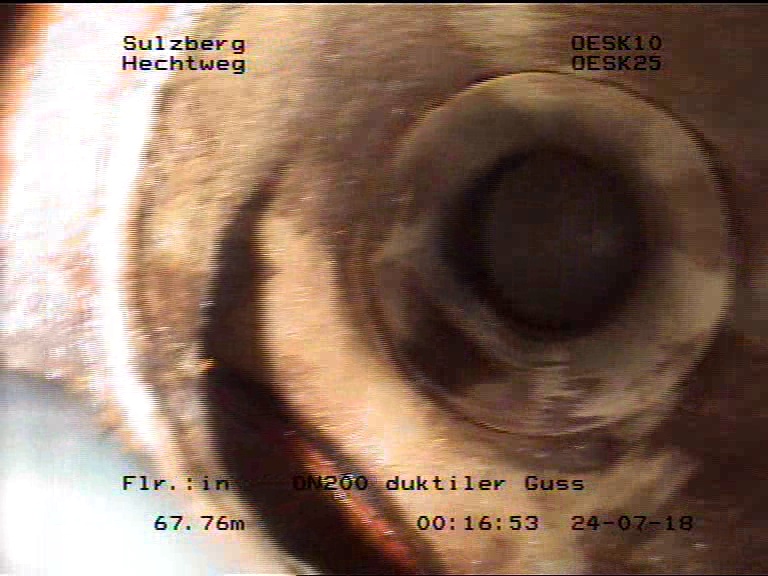 Sulzberg OESK10
Hechtweg OESK25
Flr.:in DN200 duktiler Guss
67.76m 00:16:53 24-07-18